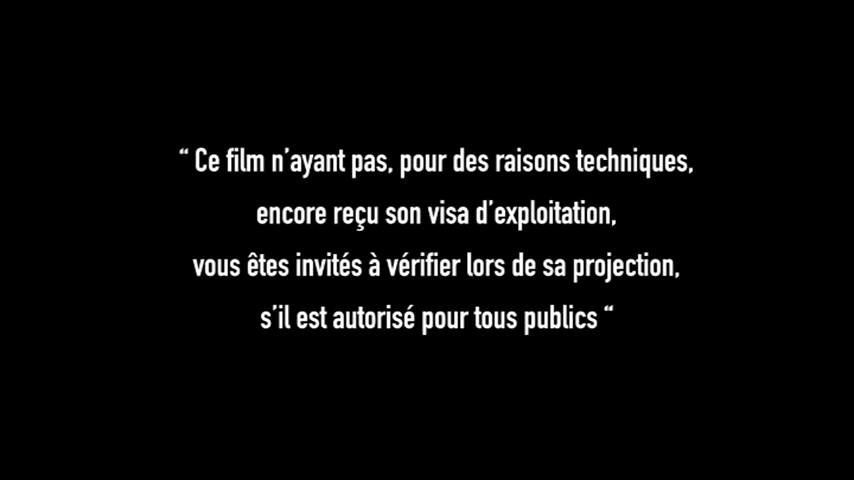 “ Ce film n’ayant pas, pour des raisons techniques,
encore reçu son visa d’exploitation,
vous êtes invités à vérifier lors de sa projection,
s’il est autorisé pour tous publics “